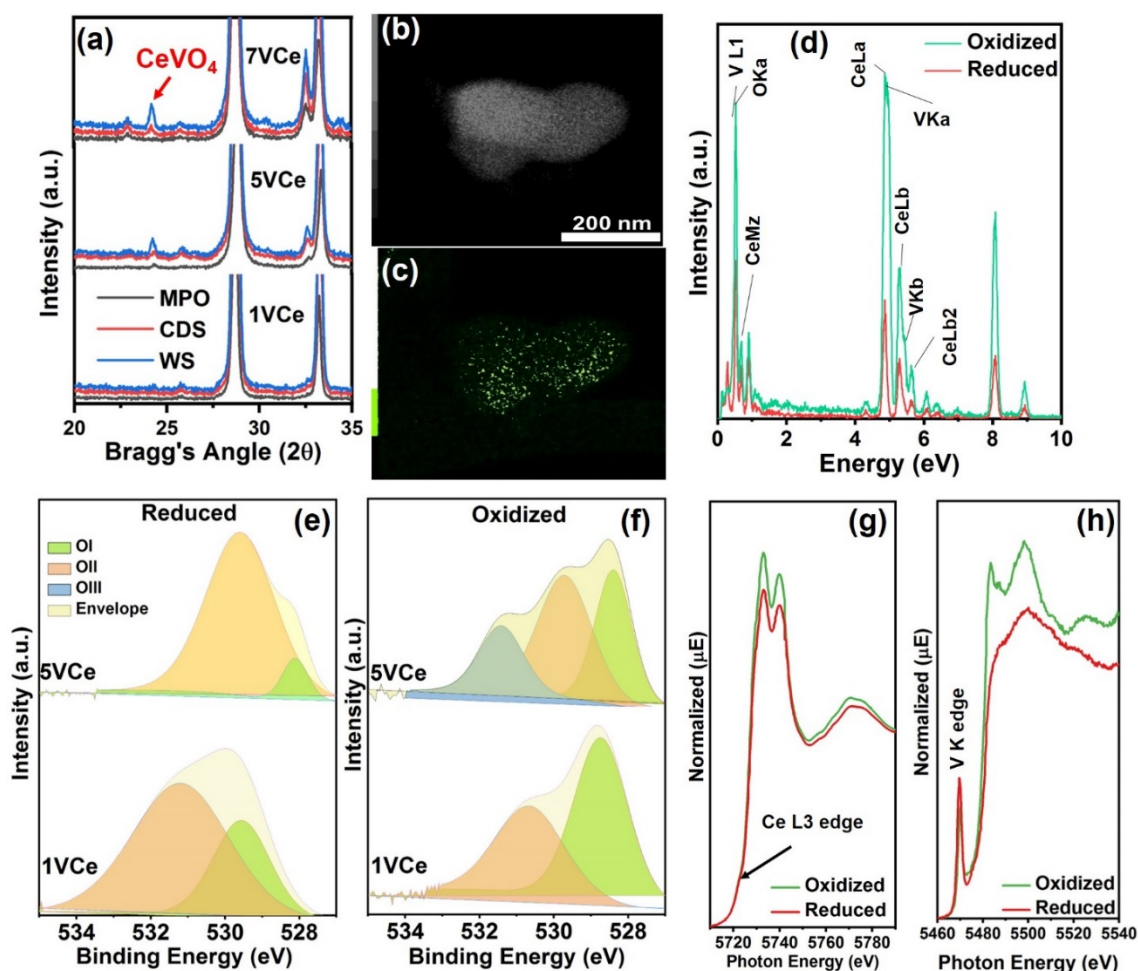 (a)
CeVO4
7VCe
5VCe
1VCe
MPO
CDS
WS
Intensity (a.u.)
20 25 30 35
Bragg's Angle (2θ)
(b)
200 nm
(c)
(d)
Oxidized
Reduced
V L1
OKa
CeMz
CeLa
VKa
CeLb
VKb
CeLb2
Intensity (a.u.)
0 2 4 6 8 10
Energy (eV)
Reduced
(e)
OI
OII
OIII
Envelope
5VCe
1VCe
Intensity (a.u.)
534 532 530 528
Binding Energy (eV)
Oxidized
(f)
5VCe
1VCe
Intensity (a.u.)
534 532 530 528
Binding Energy (eV)
(g)
Normalized (μE)
Ce L3 edge
Oxidized
Reduced
5720 5740 5760 5780
Photon Energy (eV)
(h)
Normalized (μE)
V K edge
Oxidized
Reduced
5460 5480 5500 5520 5540
Photon Energy (eV)